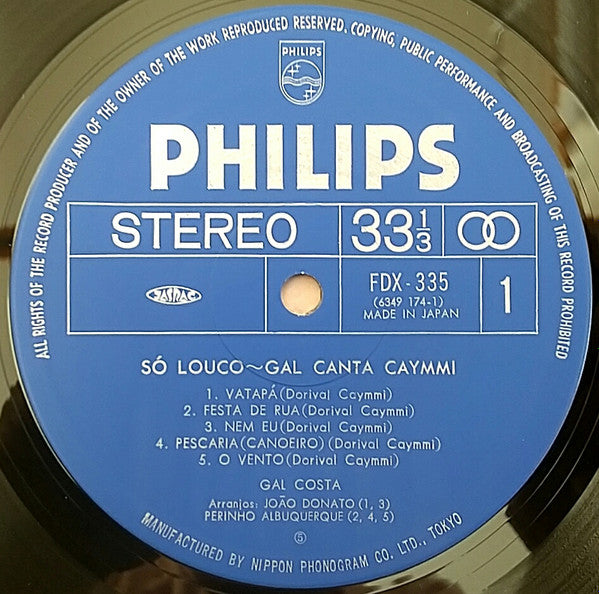 ALL RIGHTS OF THE RECORD PRODUCER AND OF THE OWNER OF THE WORK REPRODUCED RESERVED. COPYING, PUBLIC PERFORMANCE AND BROADCASTING OF THIS RECORD PROHIBITED
PHILIPS
PHILIPS
STEREO 33 1/3
JASRAC FDX-335 1
(6349 174-1)
MADE IN JAPAN
SÓ LOUCO~GAL CANTA CAYMMI
1. VATAPÁ(Dorival Caymmi)
2. FESTA DE RUA(Dorival Caymmi)
3. NEM EU(Dorival Caymmi)
4. PESCARIA(CANOEIRO)(Dorival Caymmi)
5. O VENTO(Dorival Caymmi)
GAL COSTA
Arranjos: JOÃO DONATO(1, 3)
PERINHO ALBUQUERQUE(2, 4, 5)
⑤
MANUFACTURED BY NIPPON PHONOGRAM CO. LTD., TOKYO